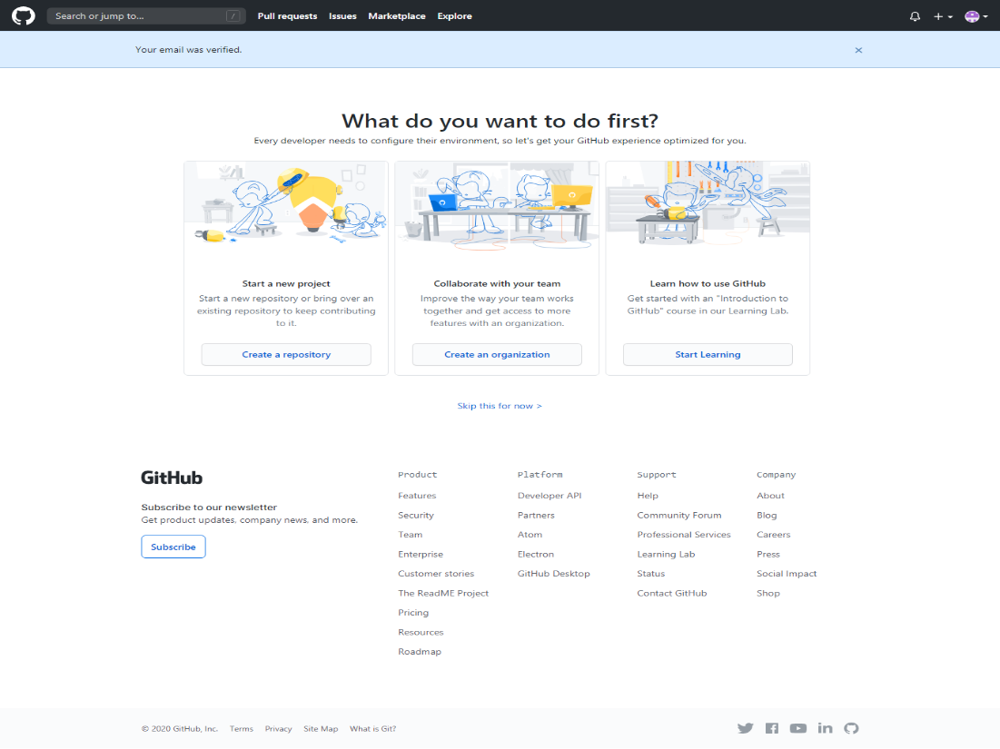 Search or jump to... /
Pull requests Issues Marketplace Explore
Your email was verified.
What do you want to do first?
Every developer needs to configure their environment, so let's get your GitHub experience optimized for you.
Start a new project
Start a new repository or bring over an
existing repository to keep contributing
to it.
Create a repository
Collaborate with your team
Improve the way your team works
together and get access to more
features with an organization.
Create an organization
Learn how to use GitHub
Get started with an "Introduction to
GitHub" course in our Learning Lab.
Start Learning
Skip this for now >
GitHub
Subscribe to our newsletter
Get product updates, company news, and more.
Subscribe
Product
Features
Security
Team
Enterprise
Customer stories
The ReadME Project
Pricing
Resources
Roadmap
Platform
Developer API
Partners
Atom
Electron
GitHub Desktop
Support
Help
Community Forum
Professional Services
Learning Lab
Status
Contact GitHub
Company
About
Blog
Careers
Press
Social Impact
Shop
© 2020 GitHub, Inc. Terms Privacy Site Map What is Git?